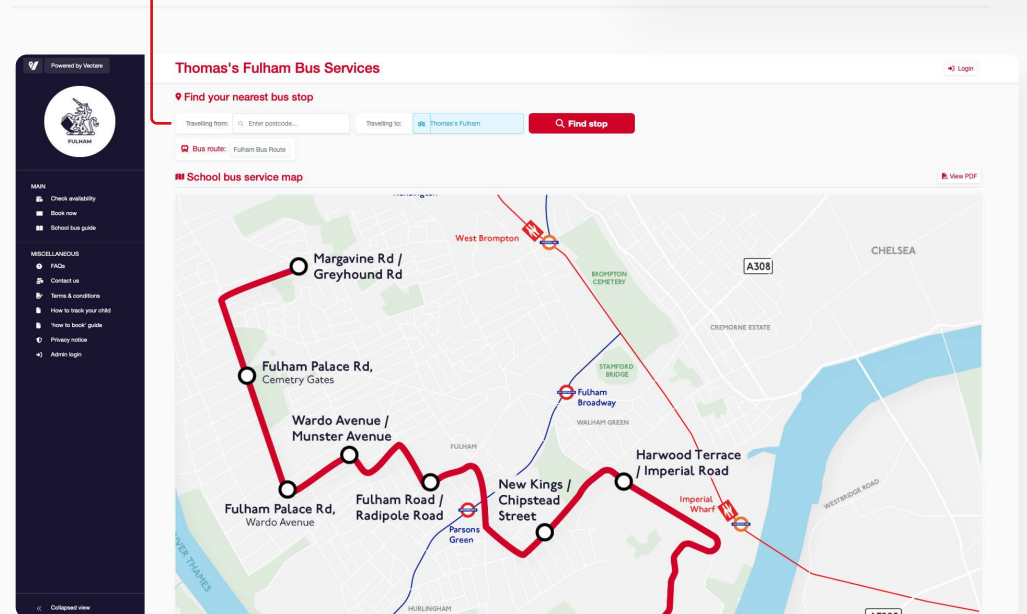 Powered by Vectare
FULHAM
MAIN
Check availability
Book now
School bus guide
MISCELLANEOUS
FAQs
Contact us
Terms & conditions
How to track your child
'how to book' guide
Privacy notice
Admin login
Collapsed view
Thomas's Fulham Bus Services
Login
Find your nearest bus stop
Travelling from:
Enter postcode...
Travelling to:
Thomas's Fulham
Find stop
Bus route:
Fulham Bus Route
School bus service map
View PDF
West Brompton
CHELSEA
Margavine Rd /
Greyhound Rd
A308
BROMPTON
CEMETERY
CREMORNE ESTATE
Fulham Palace Rd,
Cemetry Gates
STAMFORD
BRIDGE
Fulham
Broadway
WALHAM GREEN
Wardo Avenue /
Munster Avenue
FULHAM
Harwood Terrace
/ Imperial Road
New Kings /
Chipstead
Street
Fulham Road /
Radipole Road
Fulham Palace Rd,
Wardo Avenue
Imperial
Wharf
WESTBRIDGE ROAD
Parsons
Green
RIVER THAMES
HURLINGHAM